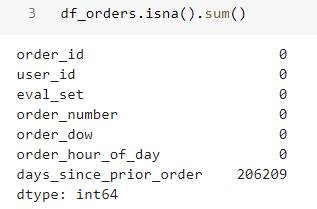 3 df_orders.isna().sum()
order_id 0
user_id 0
eval_set 0
order_number 0
order_dow 0
order_hour_of_day 0
days_since_prior_order 206209
dtype: int64